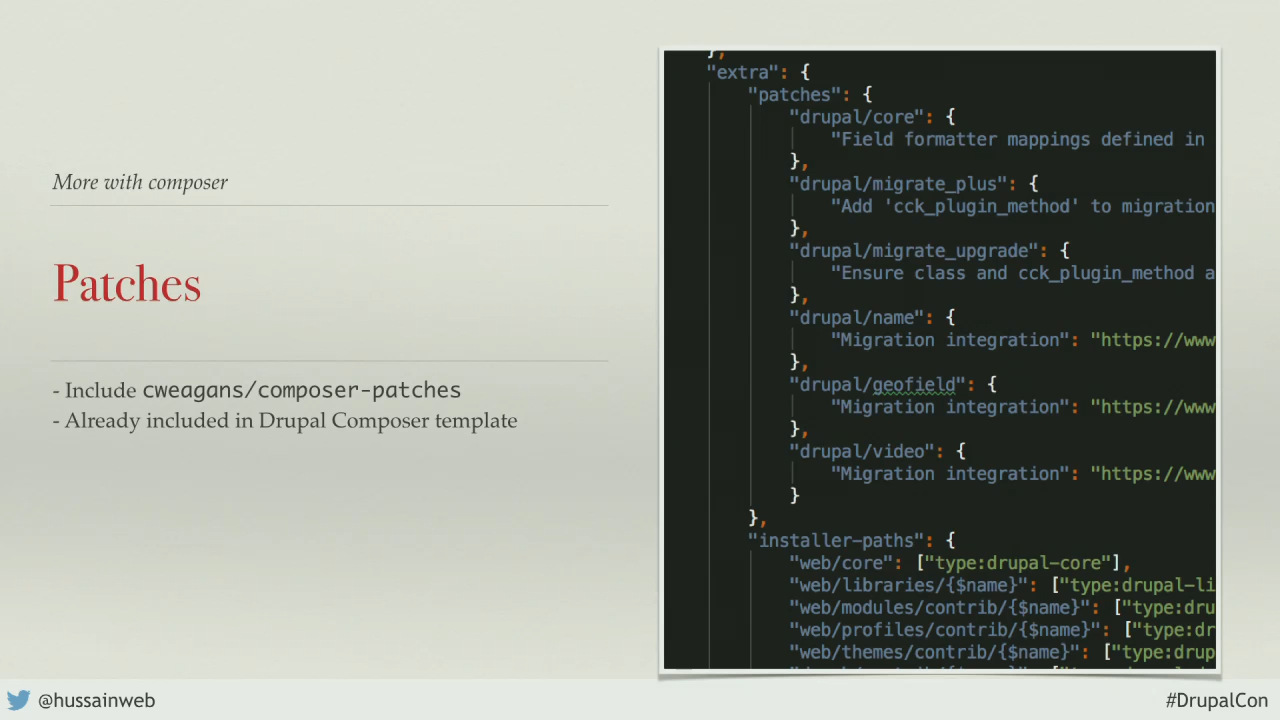 More with composer
Patches
- Include cweagans/composer-patches
- Already included in Drupal Composer template
},
"extra": {
"patches": {
"drupal/core": {
"Field formatter mappings defined in
},
"drupal/migrate_plus": {
"Add 'cck_plugin_method' to migration
},
"drupal/migrate_upgrade": {
"Ensure class and cck_plugin_method a
},
"drupal/name": {
"Migration integration": "https://www
},
"drupal/geofield": {
"Migration integration": "https://www
},
"drupal/video": {
"Migration integration": "https://www
}
},
"installer-paths": {
"web/core": ["type:drupal-core"],
"web/libraries/{$name}": ["type:drupal-li
"web/modules/contrib/{$name}": ["type:dru
"web/profiles/contrib/{$name}": ["type:dr
"web/themes/contrib/{$name}": ["type:drup
@hussainweb
#DrupalCon